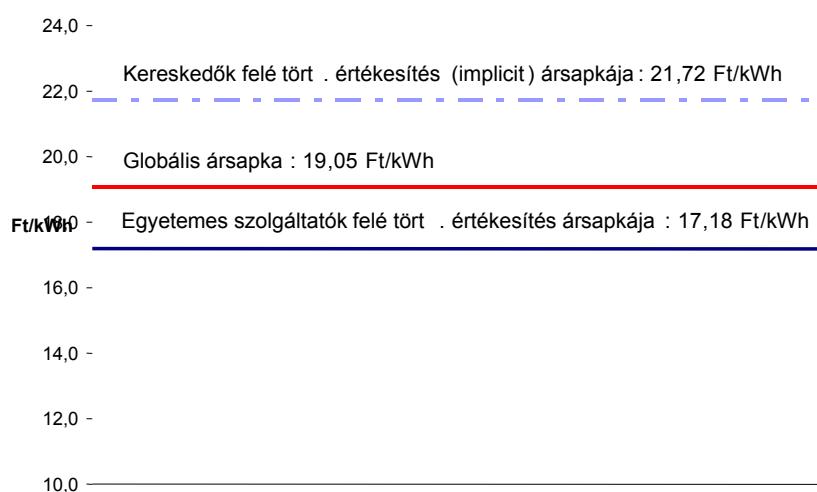 24,0
Kereskedők felé tört . értékesítés (implicit) ársapkája : 21,72 Ft/kWh
22,0
20,0
Globális ársapka : 19,05 Ft/kWh
18,0
Ft/kWh
Egyetemes szolgáltatók felé tört . értékesítés ársapkája : 17,18 Ft/kWh
16,0
14,0
12,0
10,0